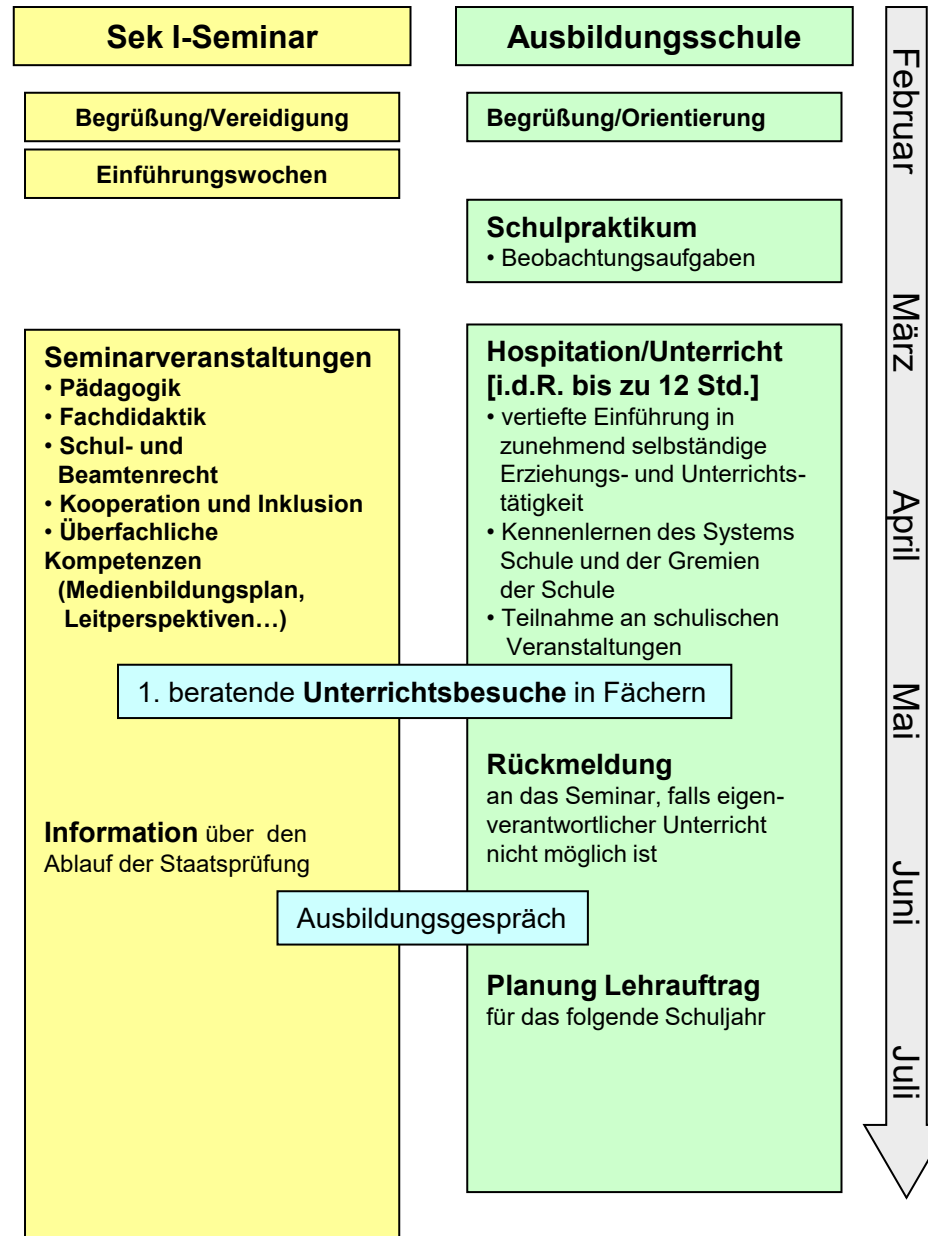 Sek I-Seminar
Begrüßung/Vereidigung
Einführungswochen
Seminarveranstaltungen
• Pädagogik
• Fachdidaktik
• Schul- und
Beamtenrecht
• Kooperation und Inklusion
• Überfachliche
Kompetenzen
(Medienbildungsplan,
Leitperspektiven…)
Information über den
Ablauf der Staatsprüfung
Ausbildungsschule
Begrüßung/Orientierung
Schulpraktikum
• Beobachtungsaufgaben
Hospitation/Unterricht
[i.d.R. bis zu 12 Std.]
• vertiefte Einführung in
zunehmend selbständige
Erziehungs- und Unterrichts-
tätigkeit
• Kennenlernen des Systems
Schule und der Gremien
der Schule
• Teilnahme an schulischen
Veranstaltungen
1. beratende Unterrichtsbesuche in Fächern
Rückmeldung
an das Seminar, falls eigen-
verantwortlicher Unterricht
nicht möglich ist
Ausbildungsgespräch
Planung Lehrauftrag
für das folgende Schuljahr
Februar
März
April
Mai
Juni
Juli